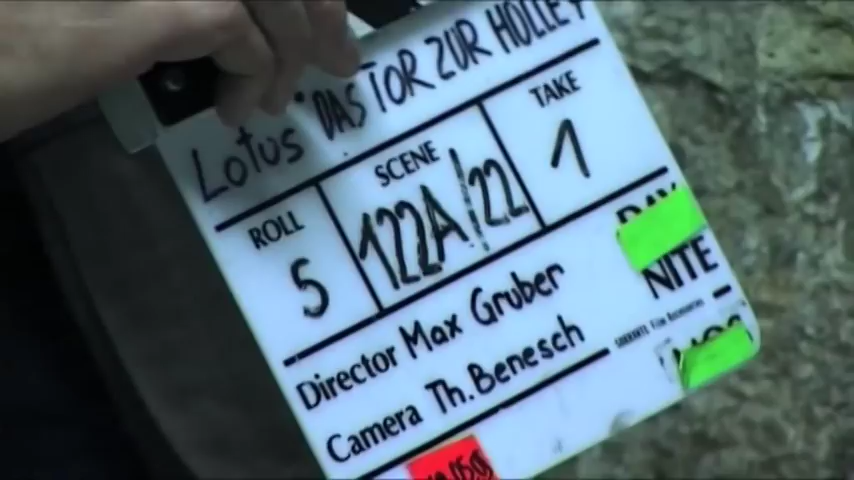 Lotus "DAS TOR ZUR HÖLLE"
ROLL SCENE TAKE
5 122A/22 1
DAY
NITE
Director Max Gruber
Camera Th. Benesch